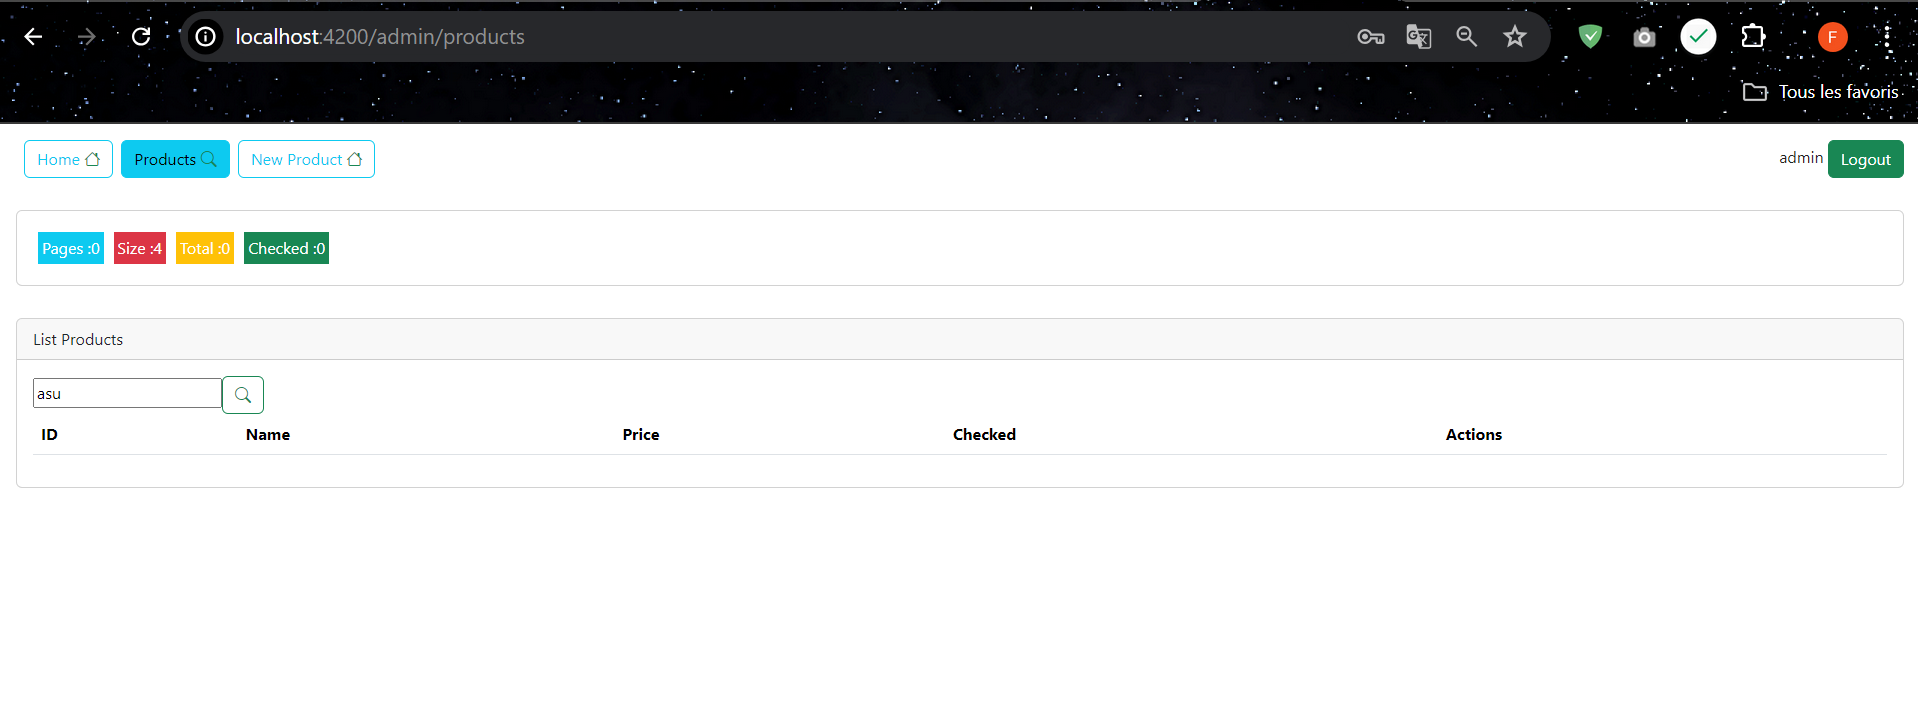 localhost:4200/admin/products
F
Tous les favoris
Home Products New Product admin Logout
Pages :0 Size :4 Total :0 Checked :0
List Products
asu
ID Name Price Checked Actions